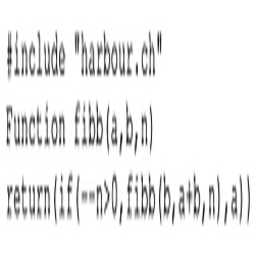 #include "harbour.ch"
Function fibb(a,b,n)
return(if(--n>0,fibb(b,a+b,n),a))